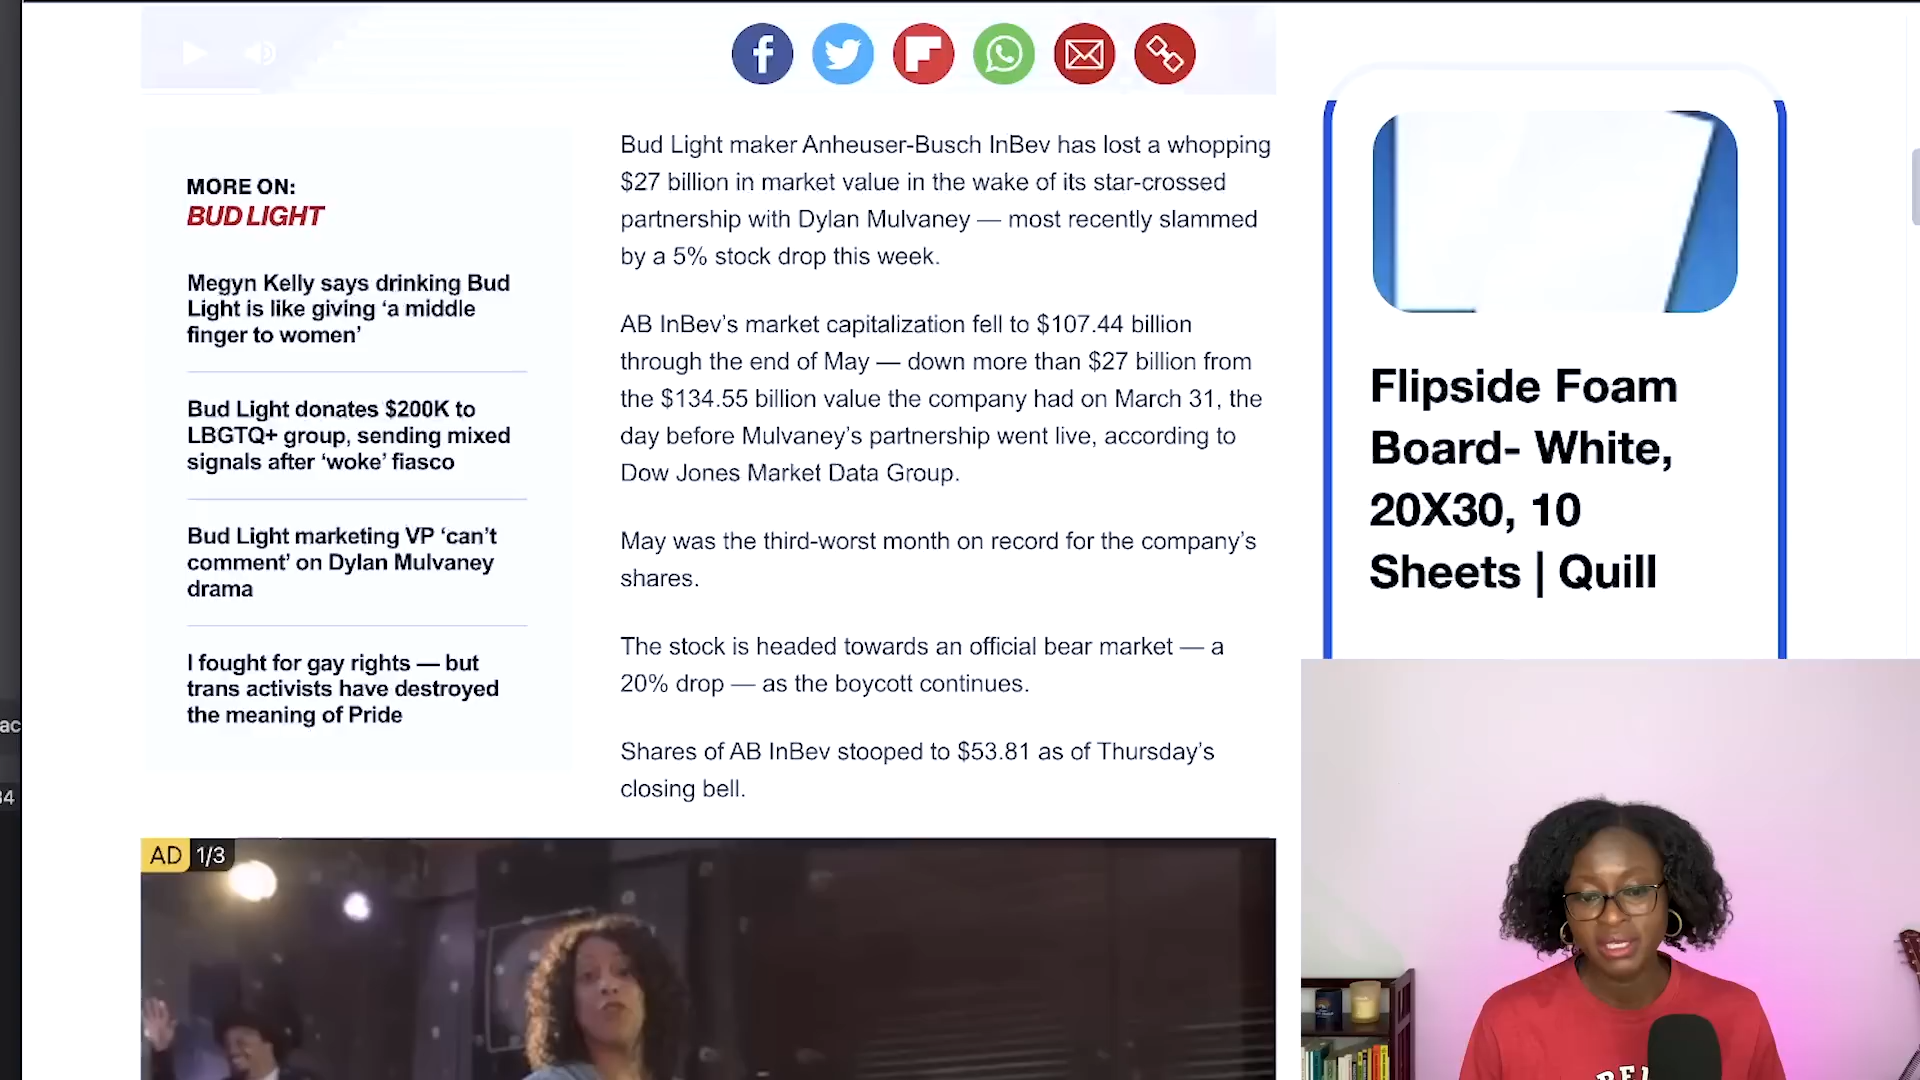 MORE ON:
BUD LIGHT
Megyn Kelly says drinking Bud
Light is like giving ‘a middle
finger to women’
Bud Light donates $200K to
LBGTQ+ group, sending mixed
signals after ‘woke’ fiasco
Bud Light marketing VP ‘can’t
comment’ on Dylan Mulvaney
drama
I fought for gay rights — but
trans activists have destroyed
the meaning of Pride
Bud Light maker Anheuser-Busch InBev has lost a whopping
$27 billion in market value in the wake of its star-crossed
partnership with Dylan Mulvaney — most recently slammed
by a 5% stock drop this week.
AB InBev’s market capitalization fell to $107.44 billion
through the end of May — down more than $27 billion from
the $134.55 billion value the company had on March 31, the
day before Mulvaney’s partnership went live, according to
Dow Jones Market Data Group.
May was the third-worst month on record for the company’s
shares.
The stock is headed towards an official bear market — a
20% drop — as the boycott continues.
Shares of AB InBev stooped to $53.81 as of Thursday’s
closing bell.
AD 1/3
Flipside Foam
Board- White,
20X30, 10
Sheets | Quill